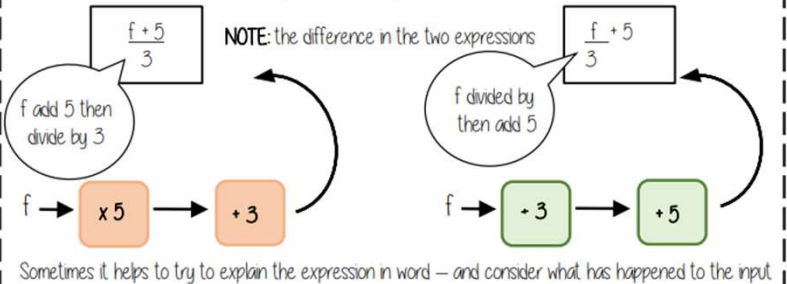 f + 5
3
NOTE: the difference in the two expressions
f + 5
3
f add 5 then
divide by 3
f divided by
then add 5
f
x 5
÷ 3
f
÷ 3
+ 5
Sometimes it helps to try to explain the expression in word – and consider what has happened to the input